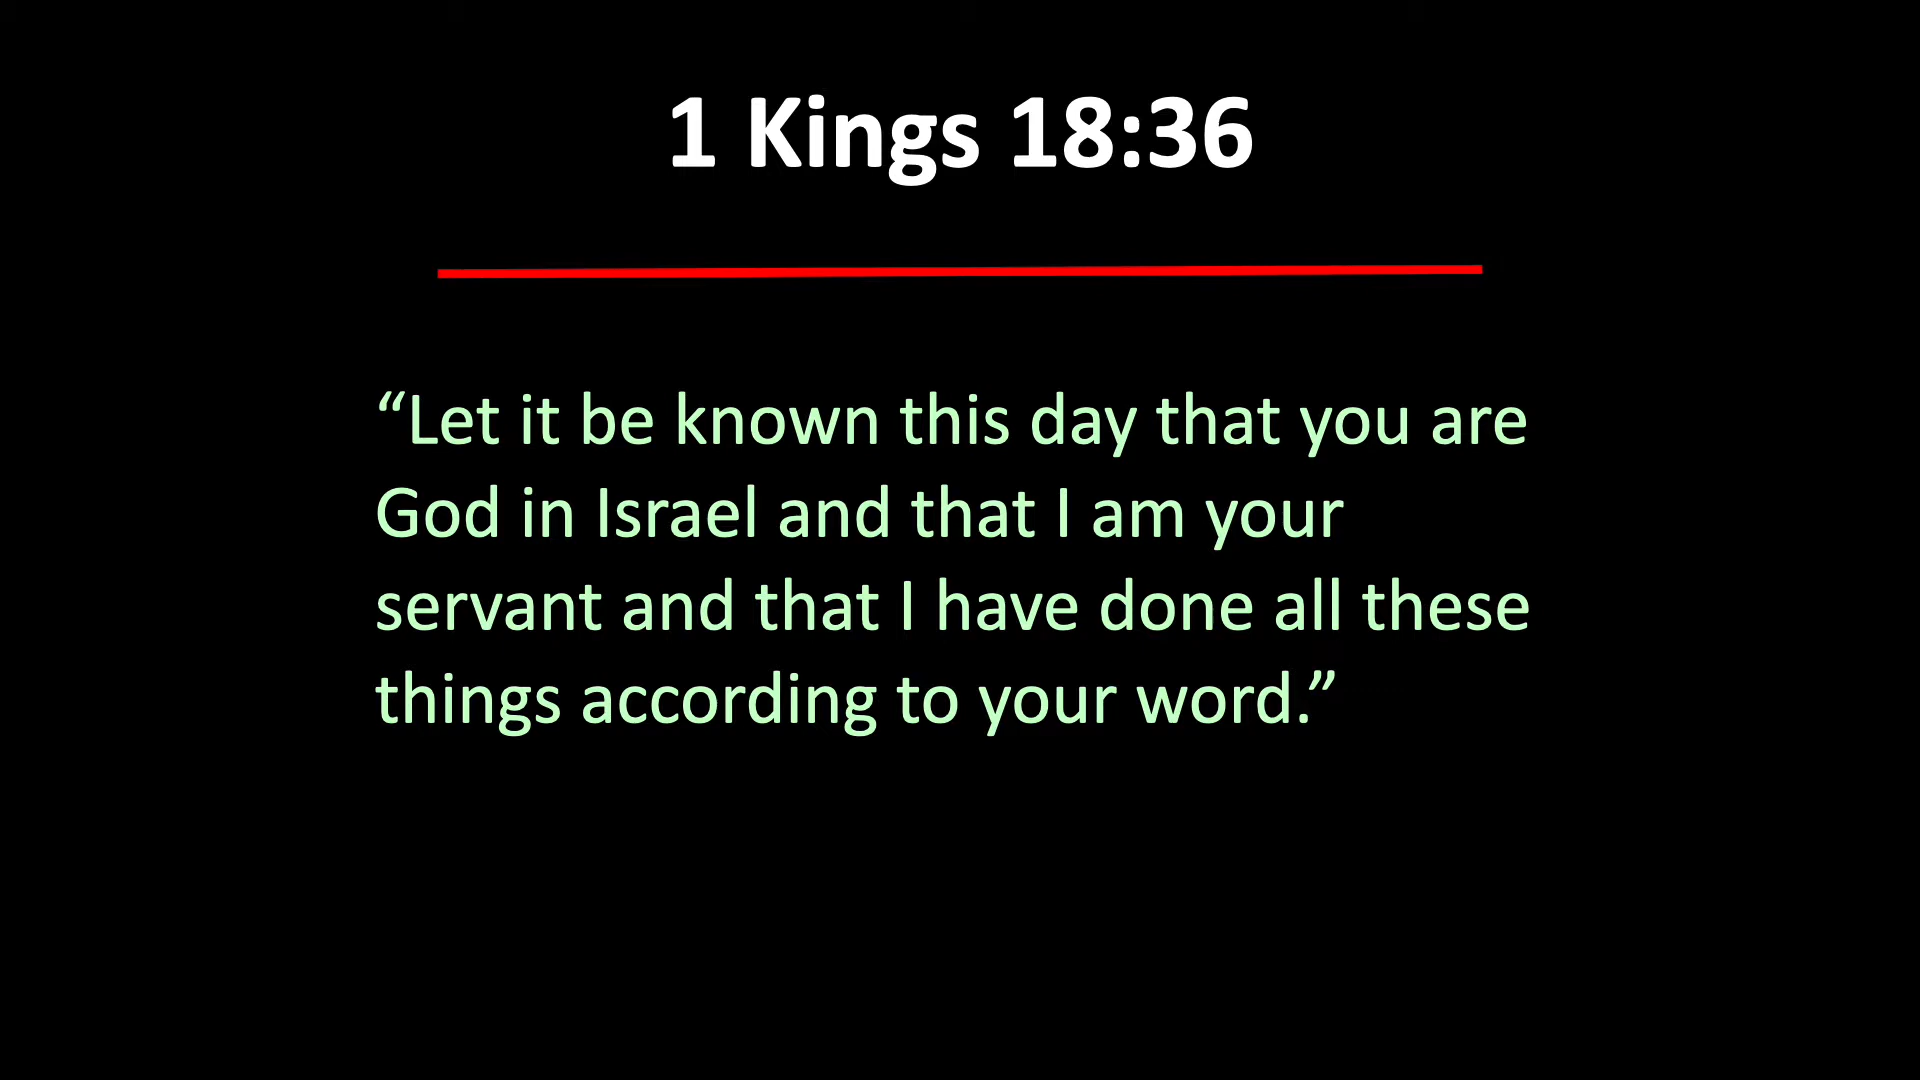 1 Kings 18:36
“Let it be known this day that you are
God in Israel and that I am your
servant and that I have done all these
things according to your word.”